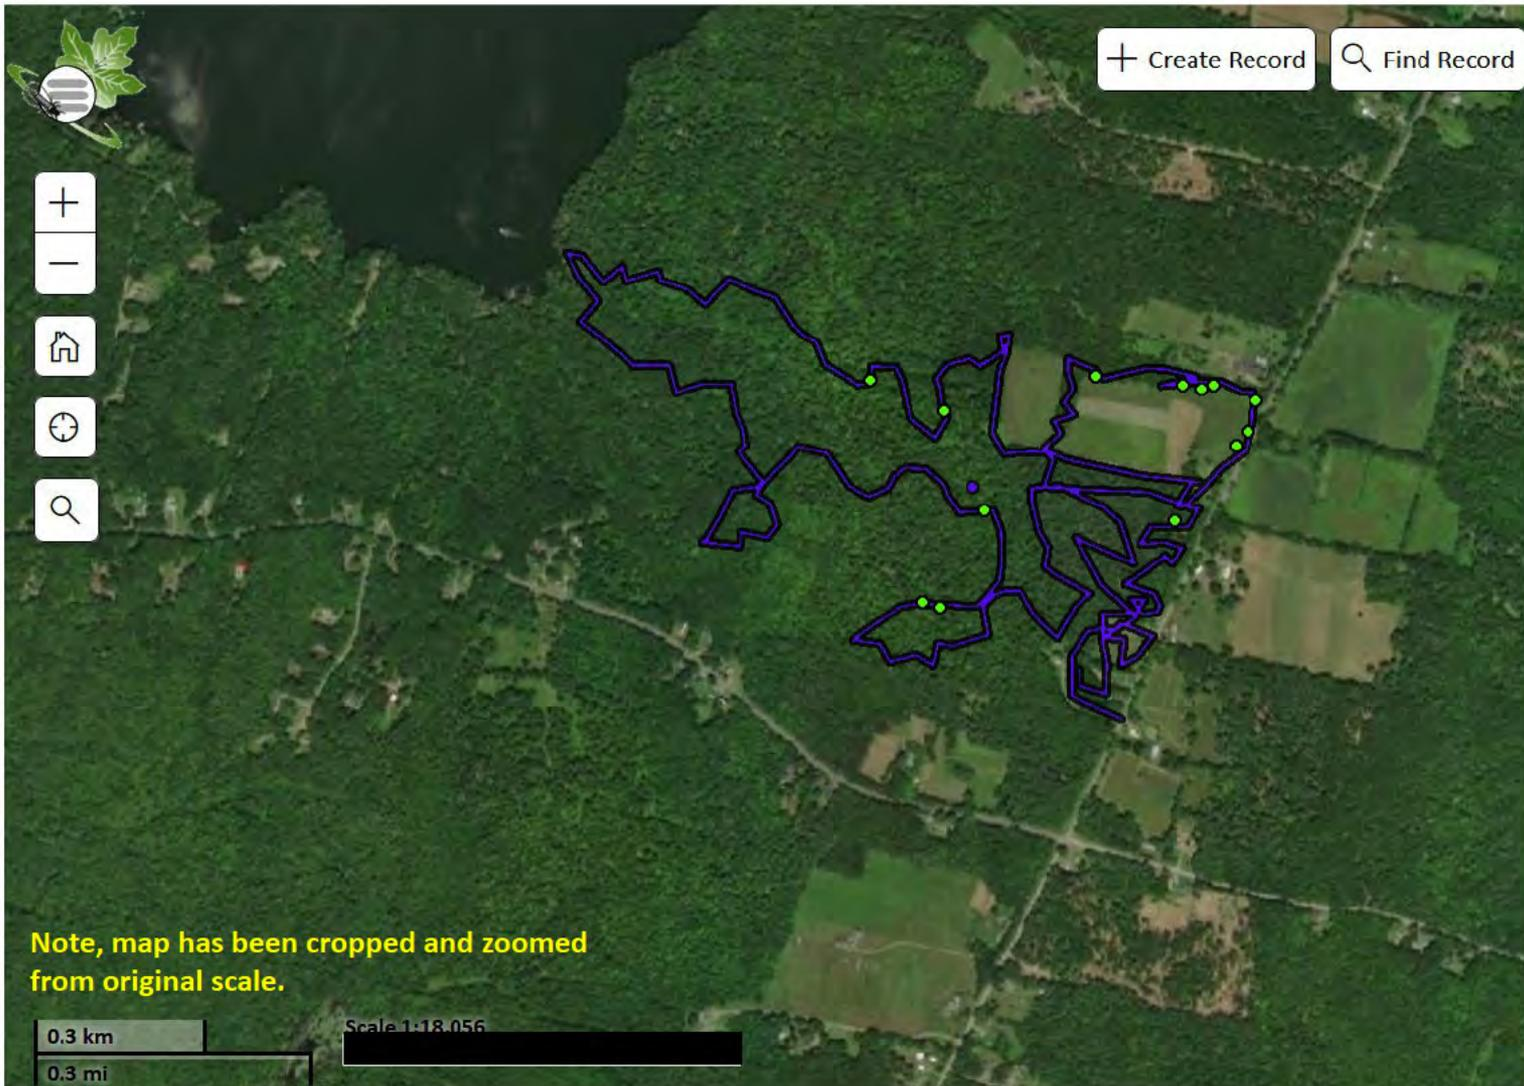 Create Record
Find Record
Note, map has been cropped and zoomed
from original scale.
0.3 km
Scale 1:18,056
0.3 mi